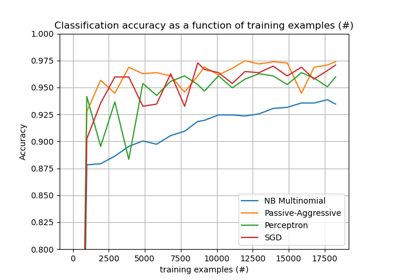 Classification accuracy as a function of training examples (#)
1.000
0.975
0.950
0.925
0.900
0.875
0.850
0.825
0.800
Accuracy
NB Multinomial
Passive-Aggressive
Perceptron
SGD
0 2500 5000 7500 10000 12500 15000 17500
training examples (#)